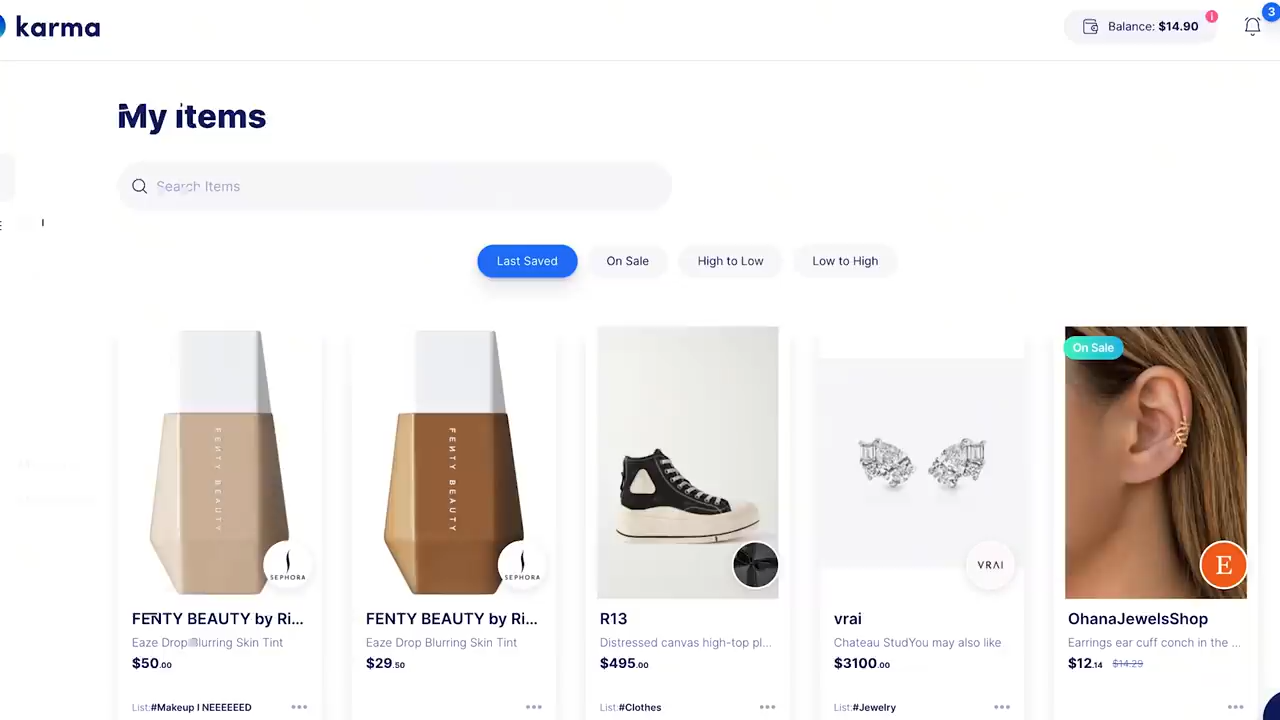 karma
Balance: $14.90
i
3
My items
Search Items
Last Saved
On Sale
High to Low
Low to High
FENTY BEAUTY
SEPHORA
FENTY BEAUTY by Ri...
Eaze Drop Blurring Skin Tint
$50.00
List:#Makeup I NEEEEEED
FENTY BEAUTY
SEPHORA
FENTY BEAUTY by Ri...
Eaze Drop Blurring Skin Tint
$29.50
R13
Distressed canvas high-top pl...
$495.00
List:#Clothes
VRAI
vrai
Chateau StudYou may also like
$3100.00
List:#Jewelry
On Sale
E
OhanaJewelsShop
Earrings ear cuff conch in the ...
$12.14 $14.29